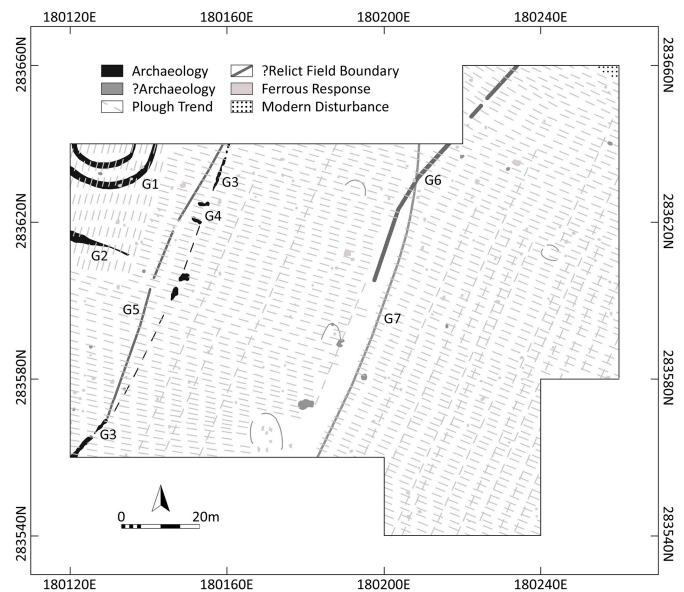 180120E 180160E 180200E 180240E
283660N 283660N
Archaeology ?Relict Field Boundary
?Archaeology Ferrous Response
Plough Trend Modern Disturbance
G1
G3
G6
G4
283620N 283620N
G2
G5
G7
283580N 283580N
G3
0 20m
283540N 283540N
180120E 180160E 180200E 180240E